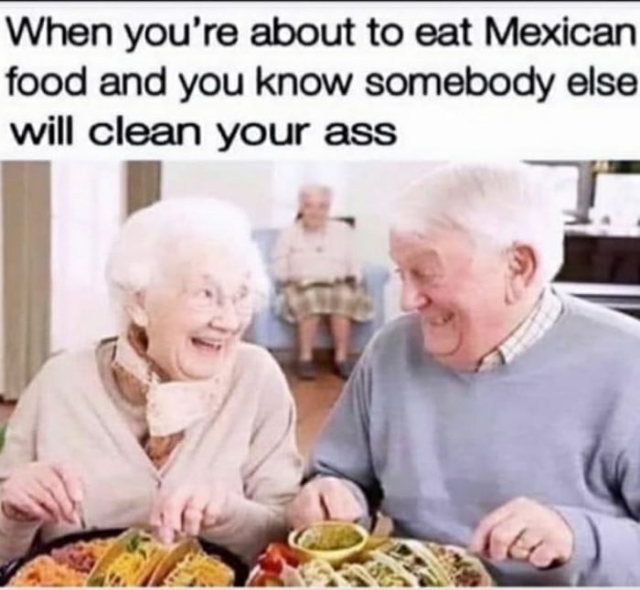 When you're about to eat Mexican
food and you know somebody else
will clean your ass